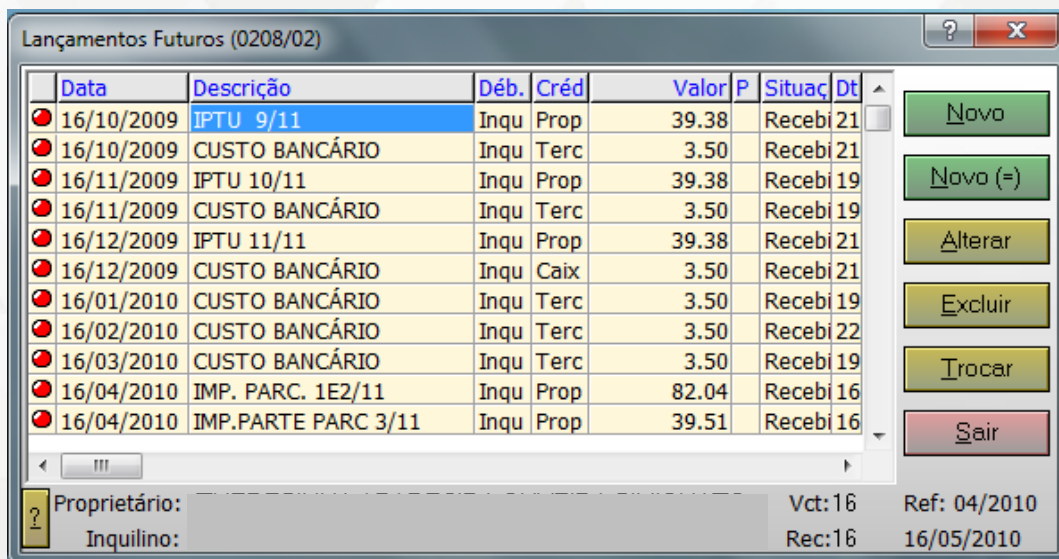 Lançamentos Futuros (0208/02)
Data Descrição Déb. Créd Valor P Situaç Dt
16/10/2009 IPTU 9/11 Inqu Prop 39.38 Recebi 21
16/10/2009 CUSTO BANCÁRIO Inqu Terc 3.50 Recebi 21
16/11/2009 IPTU 10/11 Inqu Prop 39.38 Recebi 19
16/11/2009 CUSTO BANCÁRIO Inqu Terc 3.50 Recebi 19
16/12/2009 IPTU 11/11 Inqu Prop 39.38 Recebi 21
16/12/2009 CUSTO BANCÁRIO Inqu Caix 3.50 Recebi 21
16/01/2010 CUSTO BANCÁRIO Inqu Terc 3.50 Recebi 19
16/02/2010 CUSTO BANCÁRIO Inqu Terc 3.50 Recebi 22
16/03/2010 CUSTO BANCÁRIO Inqu Terc 3.50 Recebi 19
16/04/2010 IMP. PARC. 1E2/11 Inqu Prop 82.04 Recebi 16
16/04/2010 IMP.PARTE PARC 3/11 Inqu Prop 39.51 Recebi 16
Novo
Novo (=)
Alterar
Excluir
Trocar
Sair
?
Proprietário: Vct:16 Ref: 04/2010
Inquilino: Rec:16 16/05/2010